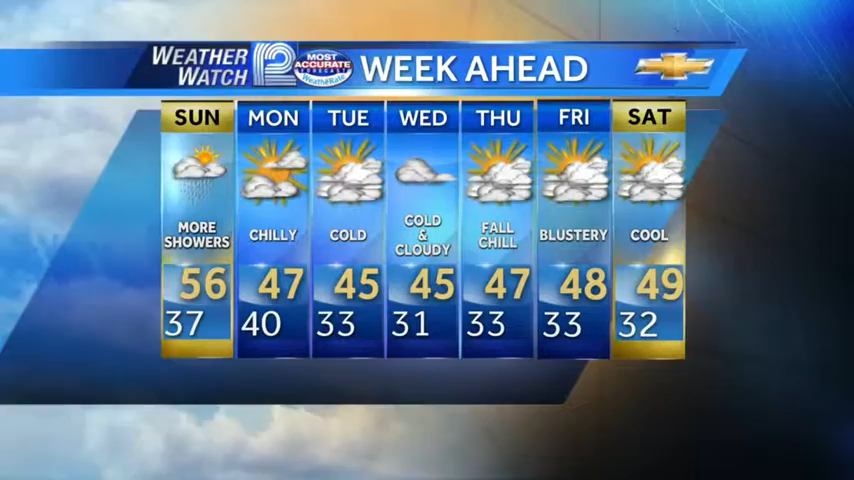 WEATHER
WATCH
12
MOST
ACCURATE
FORECAST
WeatheRate
WEEK AHEAD
SUN MON TUE WED THU FRI SAT
MORE
SHOWERS
CHILLY
COLD
COLD
&
CLOUDY
FALL
CHILL
BLUSTERY
COOL
56 47 45 45 47 48 49
37 40 33 31 33 33 32